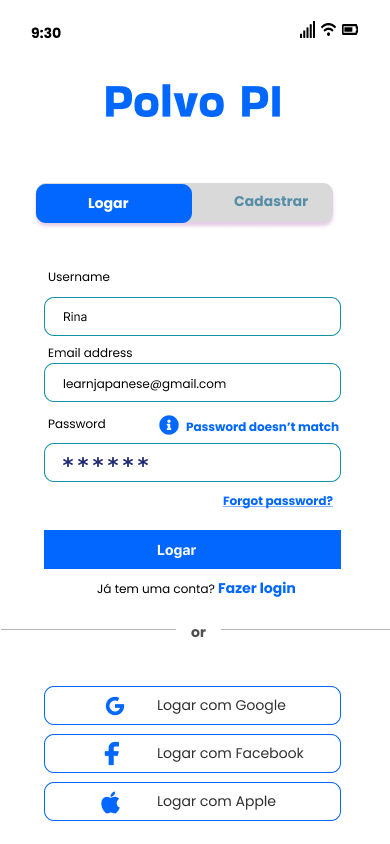 9:30
Polvo PI
Logar
Cadastrar
Username
Rina
Email address
learnjapanese@gmail.com
Password
Password doesn't match
******
Forgot password?
Logar
Já tem uma conta? Fazer login
or
Logar com Google
Logar com Facebook
Logar com Apple